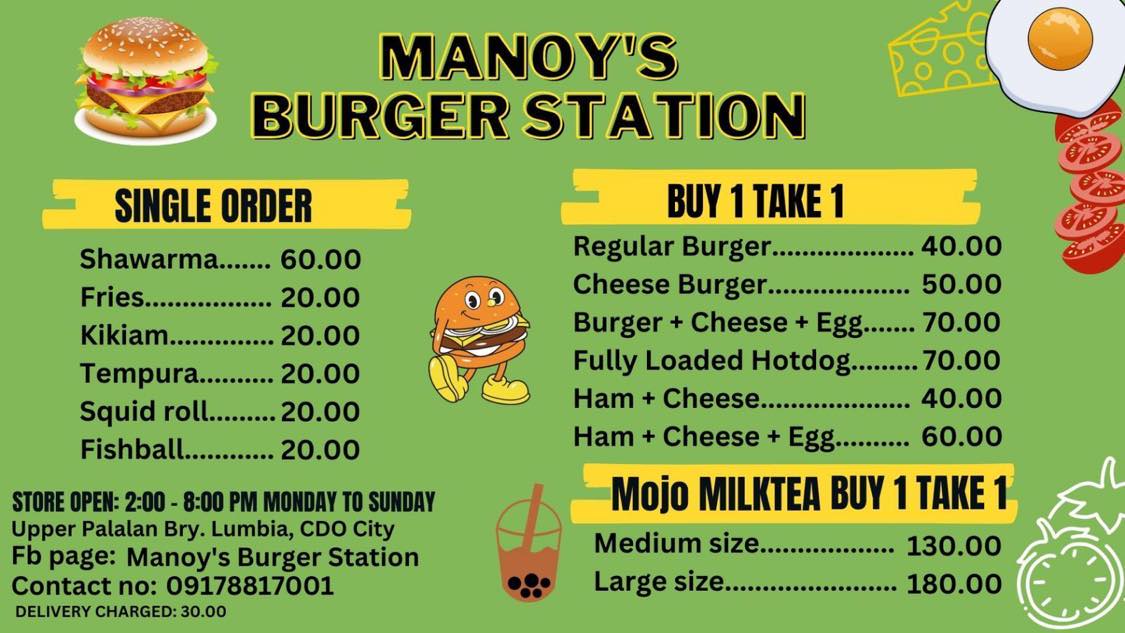 MANOY'S
BURGER STATION
SINGLE ORDER
Shawarma....... 60.00
Fries................. 20.00
Kikiam.............. 20.00
Tempura.......... 20.00
Squid roll......... 20.00
Fishball............ 20.00
BUY 1 TAKE 1
Regular Burger................... 40.00
Cheese Burger................... 50.00
Burger + Cheese + Egg....... 70.00
Fully Loaded Hotdog......... 70.00
Ham + Cheese.................... 40.00
Ham + Cheese + Egg.......... 60.00
Mojo MILKTEA BUY 1 TAKE 1
Medium size.................. 130.00
Large size....................... 180.00
STORE OPEN: 2:00 - 8:00 PM MONDAY TO SUNDAY
Upper Palalan Bry. Lumbia, CDO City
Fb page: Manoy's Burger Station
Contact no: 09178817001
DELIVERY CHARGED: 30.00